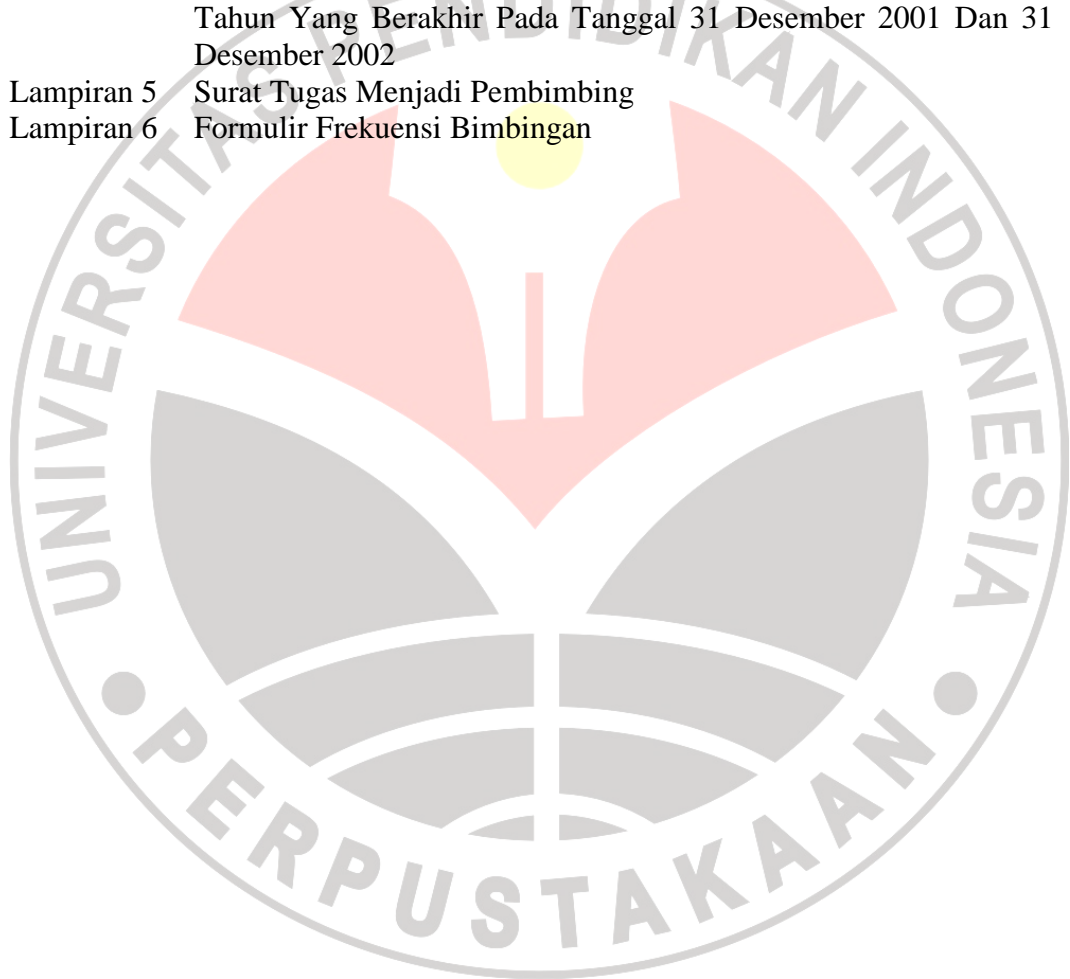 Tahun Yang Berakhir Pada Tanggal 31 Desember 2001 Dan 31
Desember 2002
Lampiran 5 Surat Tugas Menjadi Pembimbing
Lampiran 6 Formulir Frekuensi Bimbingan
UNIVERSITAS PENDIDIKAN INDONESIA
PERPUSTAKAAN